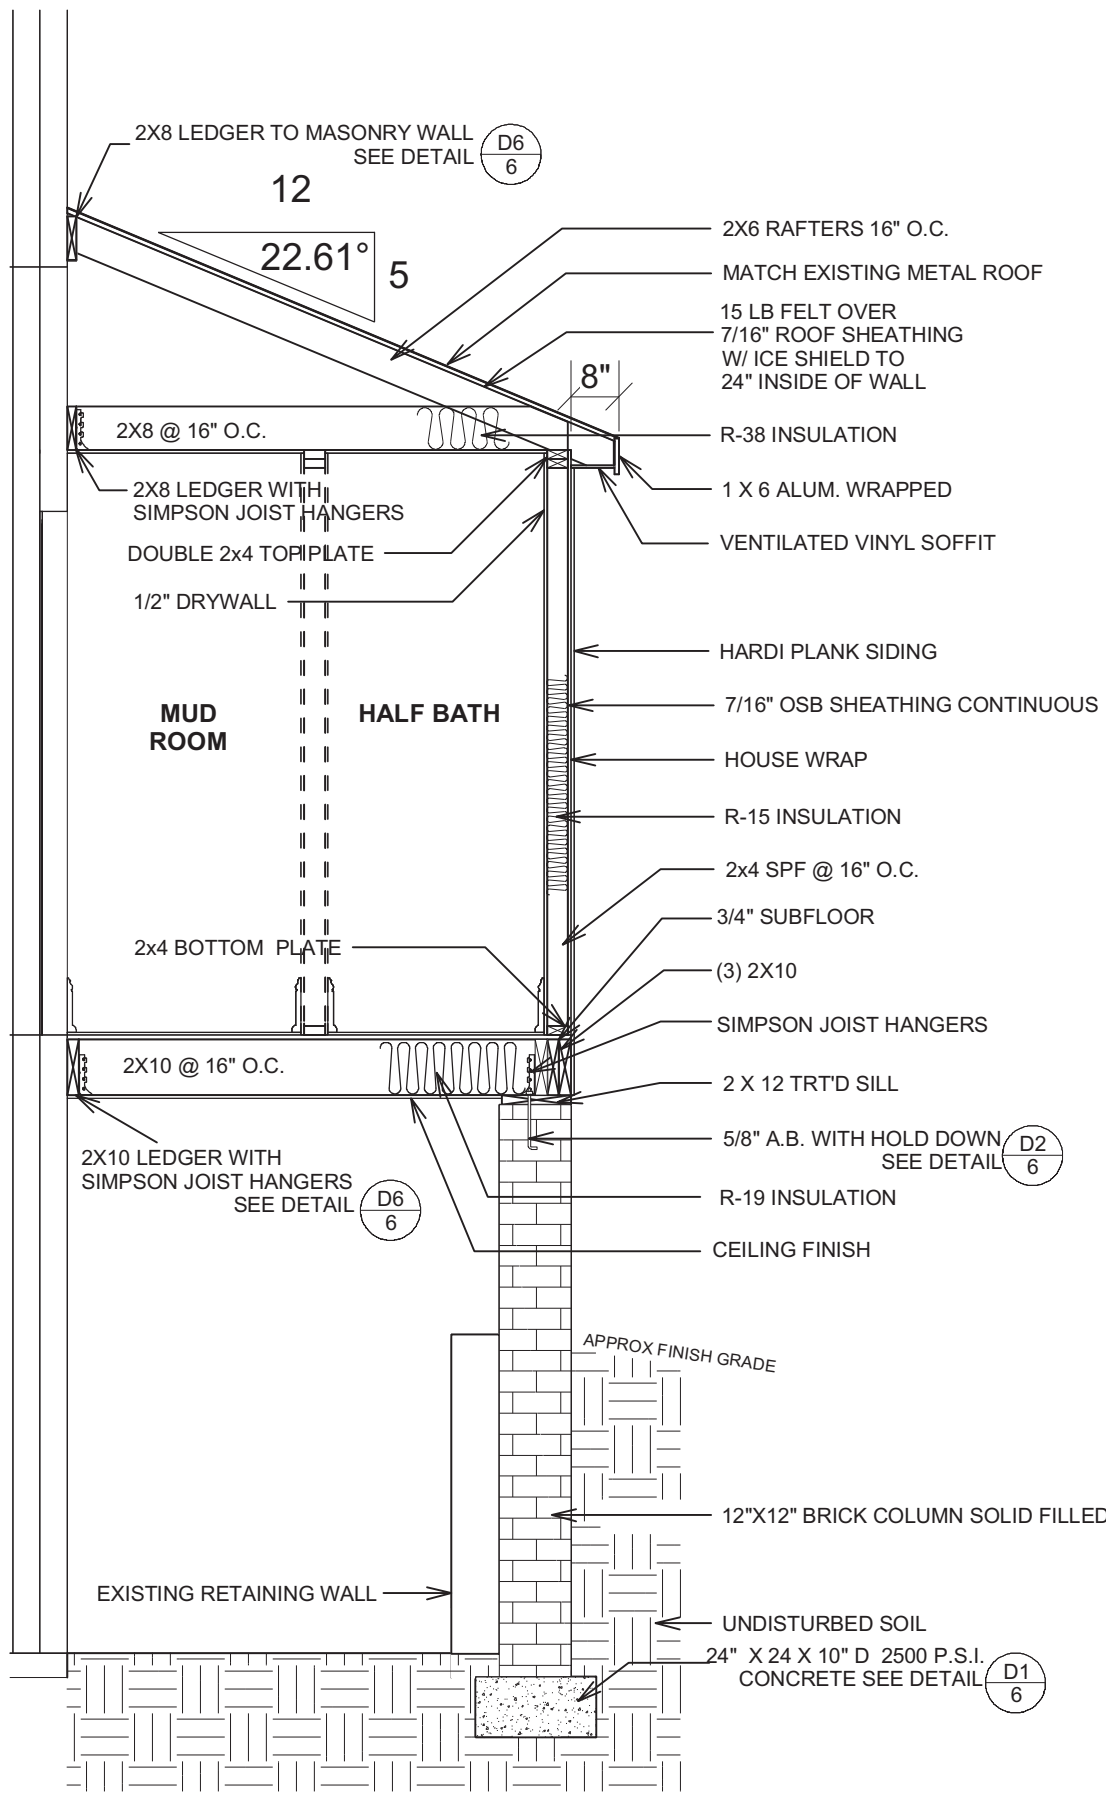 2X8 LEDGER TO MASONRY WALL
SEE DETAIL
D6
6
12
22.61°
5
2X6 RAFTERS 16" O.C.
MATCH EXISTING METAL ROOF
15 LB FELT OVER
7/16" ROOF SHEATHING
W/ ICE SHIELD TO
24" INSIDE OF WALL
8"
2X8 @ 16" O.C.
R-38 INSULATION
2X8 LEDGER WITH
SIMPSON JOIST HANGERS
1 X 6 ALUM. WRAPPED
DOUBLE 2x4 TOP PLATE
VENTILATED VINYL SOFFIT
1/2" DRYWALL
HARDI PLANK SIDING
MUD
ROOM
HALF BATH
7/16" OSB SHEATHING CONTINUOUS
HOUSE WRAP
R-15 INSULATION
2x4 SPF @ 16" O.C.
3/4" SUBFLOOR
2x4 BOTTOM PLATE
(3) 2X10
SIMPSON JOIST HANGERS
2X10 @ 16" O.C.
2 X 12 TRT'D SILL
5/8" A.B. WITH HOLD DOWN
SEE DETAIL
D2
6
2X10 LEDGER WITH
SIMPSON JOIST HANGERS
SEE DETAIL
D6
6
R-19 INSULATION
CEILING FINISH
APPROX FINISH GRADE
12"X12" BRICK COLUMN SOLID FILLED
EXISTING RETAINING WALL
UNDISTURBED SOIL
24" X 24 X 10" D 2500 P.S.I.
CONCRETE SEE DETAIL
D1
6